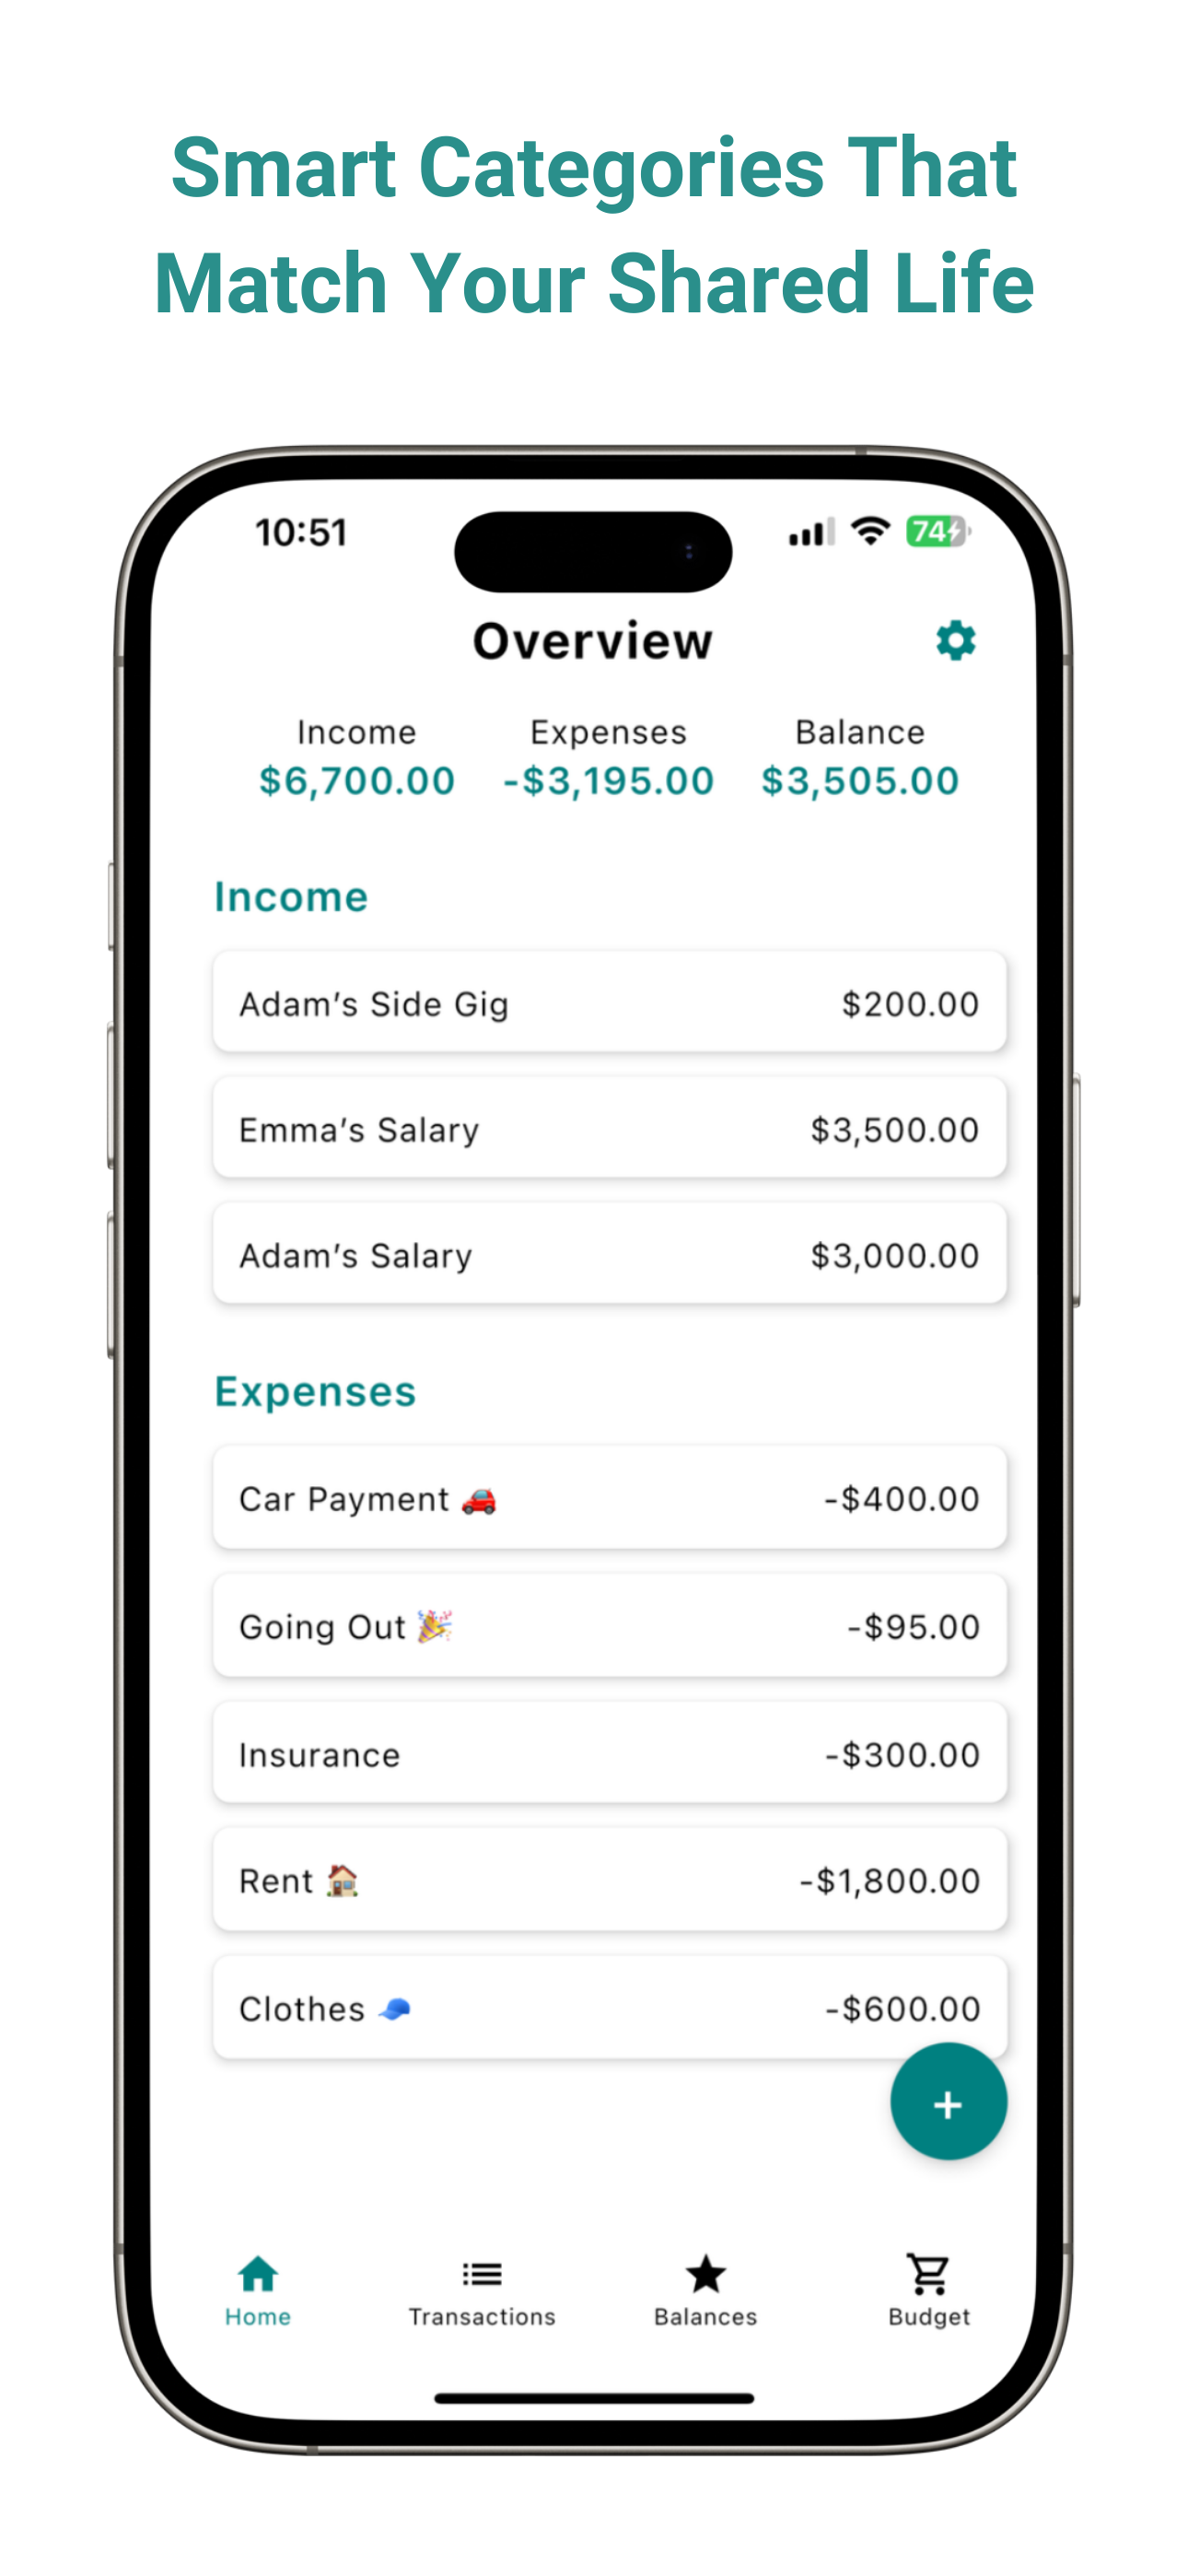 Smart Categories That
Match Your Shared Life
10:51 74
Overview
Income Expenses Balance
$6,700.00 -$3,195.00 $3,505.00
Income
Adam’s Side Gig $200.00
Emma’s Salary $3,500.00
Adam’s Salary $3,000.00
Expenses
Car Payment 🚗 -$400.00
Going Out 🎉 -$95.00
Insurance -$300.00
Rent 🏠 -$1,800.00
Clothes 🧢 -$600.00
+
Home Transactions Balances Budget